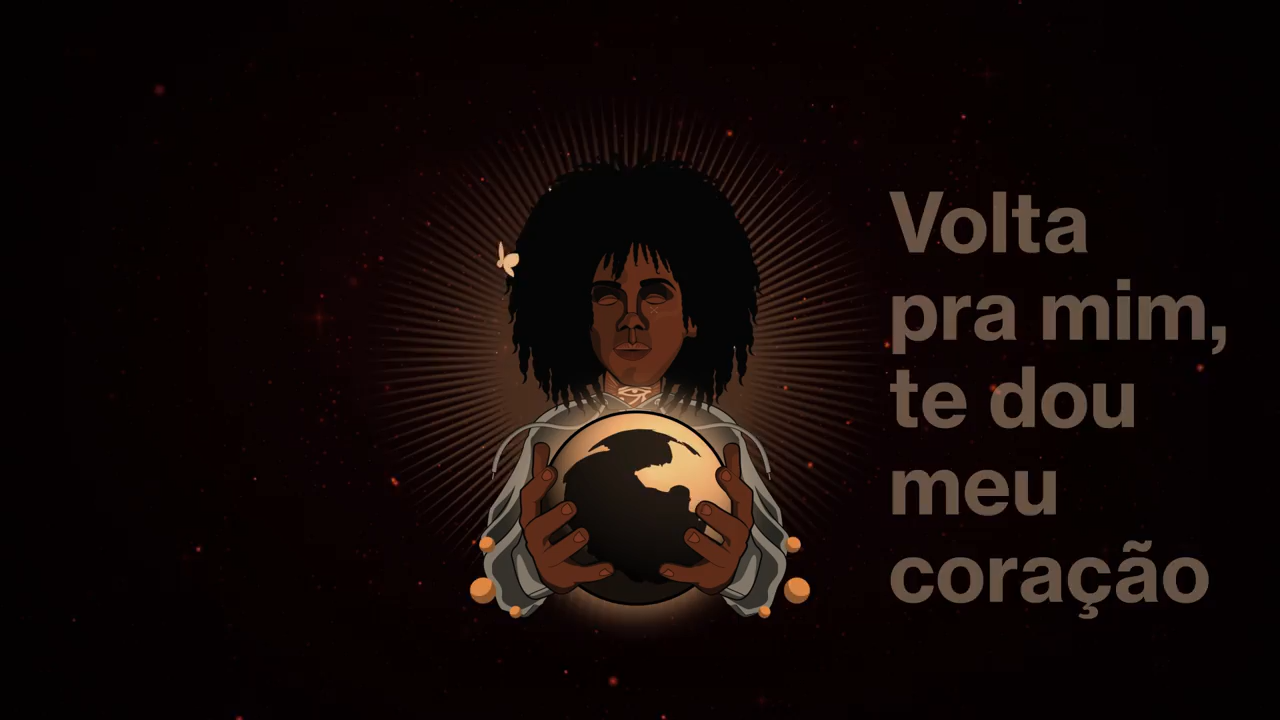 Volta
pra mim,
te dou
meu
coração